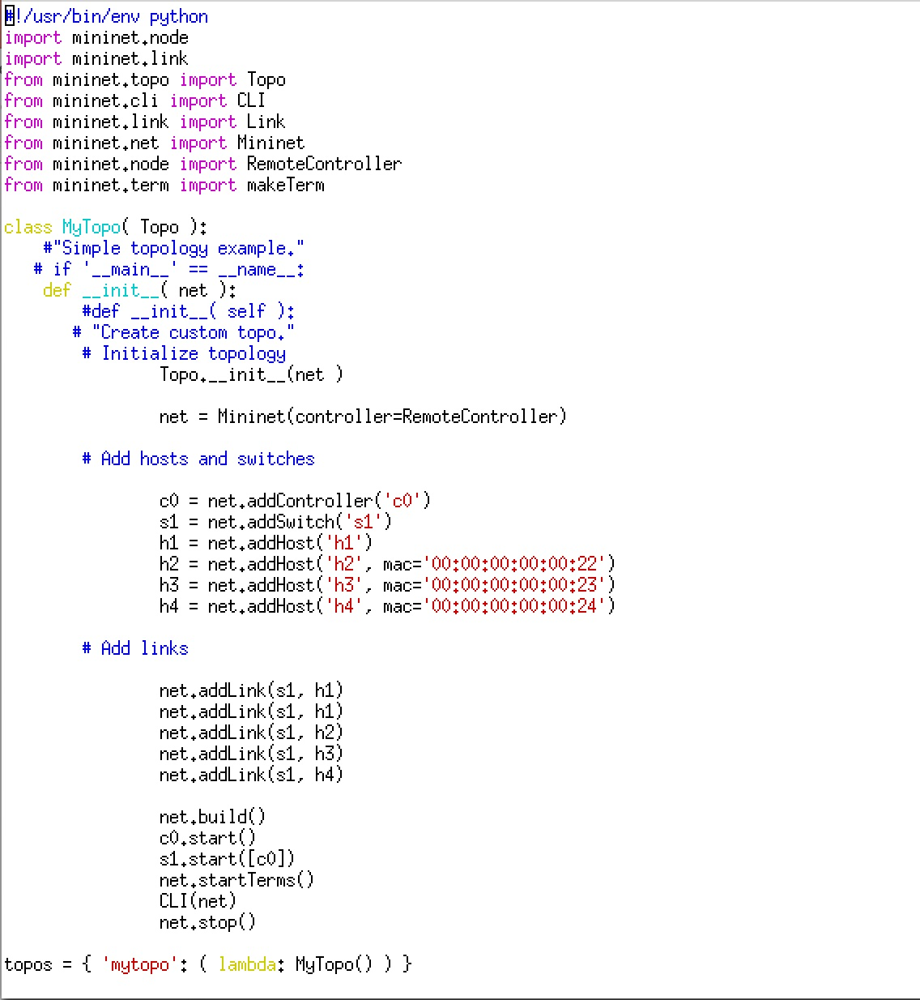 #!/usr/bin/env python
import mininet.node
import mininet.link
from mininet.topo import Topo
from mininet.cli import CLI
from mininet.link import Link
from mininet.net import Mininet
from mininet.node import RemoteController
from mininet.term import makeTerm

class MyTopo( Topo ):
    #"Simple topology example."
   # if '__main__' == __name__:
    def __init__( net ):
        #def __init__( self ):
       # "Create custom topo."
        # Initialize topology
                Topo.__init__(net )

                net = Mininet(controller=RemoteController)

        # Add hosts and switches

                c0 = net.addController('c0')
                s1 = net.addSwitch('s1')
                h1 = net.addHost('h1')
                h2 = net.addHost('h2', mac='00:00:00:00:00:22')
                h3 = net.addHost('h3', mac='00:00:00:00:00:23')
                h4 = net.addHost('h4', mac='00:00:00:00:00:24')

        # Add links

                net.addLink(s1, h1)
                net.addLink(s1, h1)
                net.addLink(s1, h2)
                net.addLink(s1, h3)
                net.addLink(s1, h4)

                net.build()
                c0.start()
                s1.start([c0])
                net.startTerms()
                CLI(net)
                net.stop()

topos = { 'mytopo': ( lambda: MyTopo() ) }